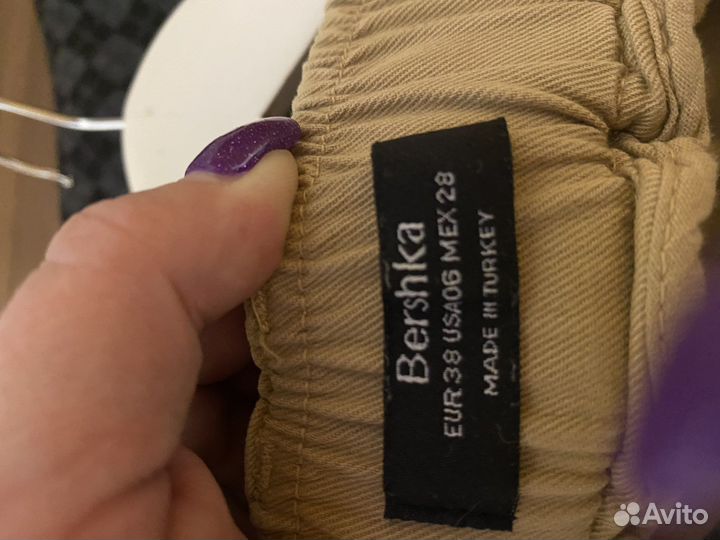 Bershka
EUR 38 USA06 MEX 28
MADE IN TURKEY
Avito